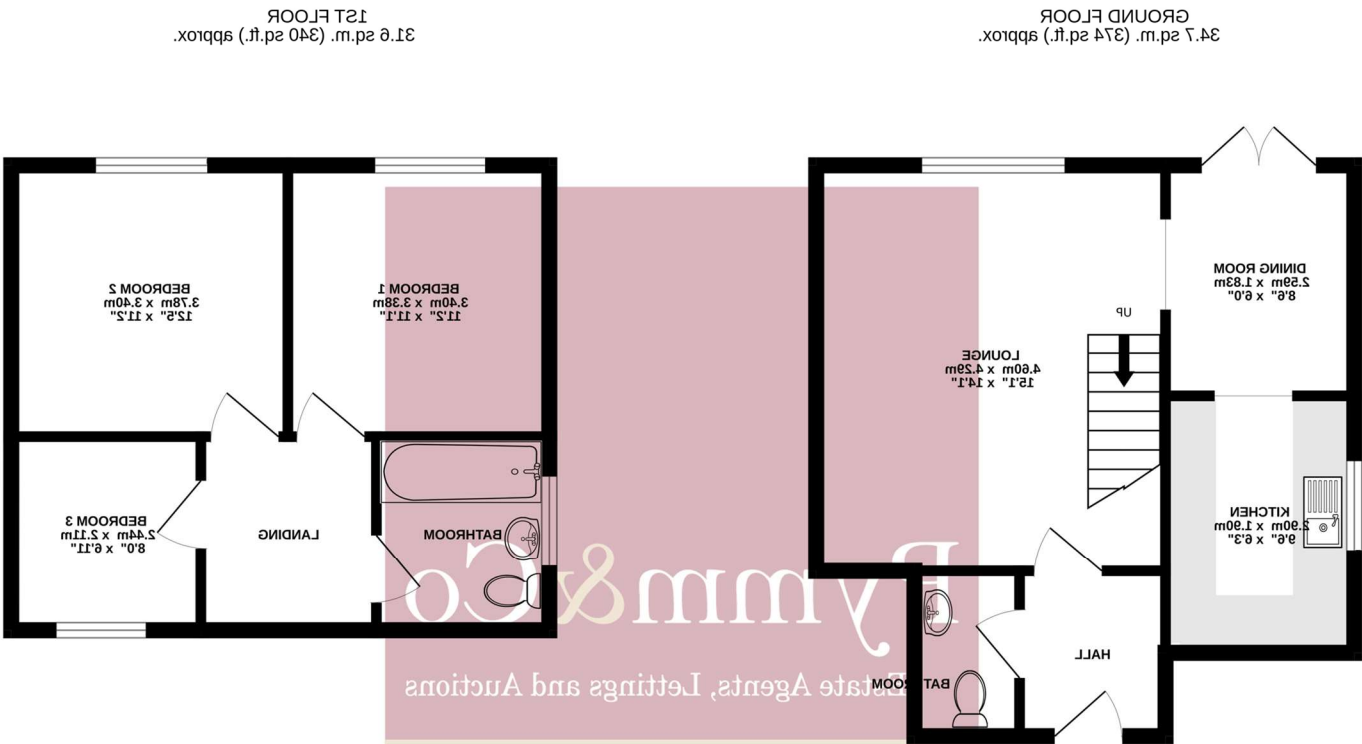 GROUND FLOOR
34.7 sq.m. (374 sq.ft.) approx.
1ST FLOOR
31.6 sq.m. (340 sq.ft.) approx.
DINING ROOM
2.59m x 1.83m
8'6" x 6'0"
UP
LOUNGE
4.60m x 4.29m
15'1" x 14'1"
KITCHEN
2.90m x 1.90m
9'6" x 6'3"
HALL
BEDROOM 1
3.40m x 3.38m
11'2" x 11'1"
BEDROOM 2
3.78m x 3.40m
12'5" x 11'2"
BATHROOM
LANDING
BEDROOM 3
2.44m x 2.11m
8'0" x 6'11"
&Co
Estate Agents, Lettings and Auctions